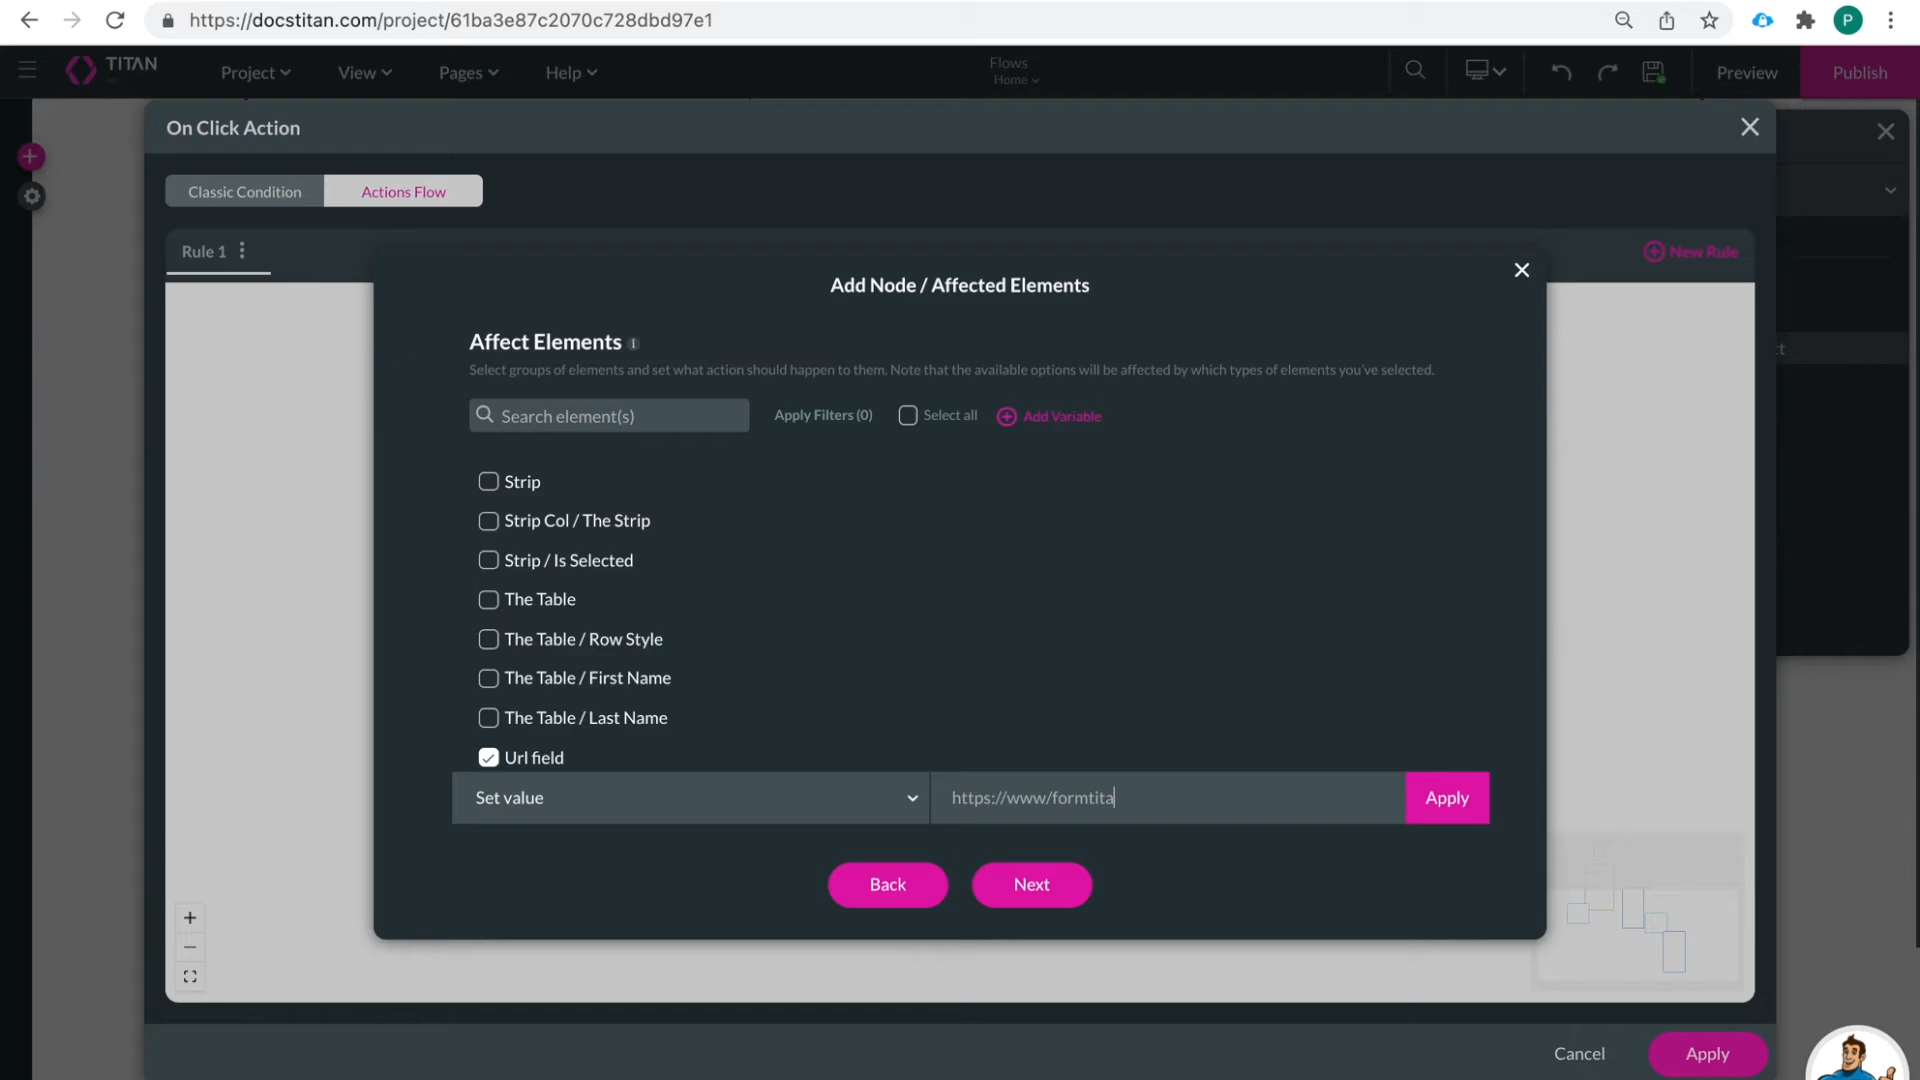 https://docstitan.com/project/61ba3e87c2070c728dbd97e1
P
TITAN
Project
View
Pages
Help
Flows
Home
Preview
Publish
On Click Action
Classic Condition
Actions Flow
Rule 1
New Rule
Add Node / Affected Elements
Affect Elements
Select groups of elements and set what action should happen to them. Note that the available options will be affected by which types of elements you've selected.
Search element(s)
Apply Filters (0)
Select all
Add Variable
Strip
Strip Col / The Strip
Strip / Is Selected
The Table
The Table / Row Style
The Table / First Name
The Table / Last Name
Url field
Set value
https://www/formtita
Apply
Back
Next
Cancel
Apply